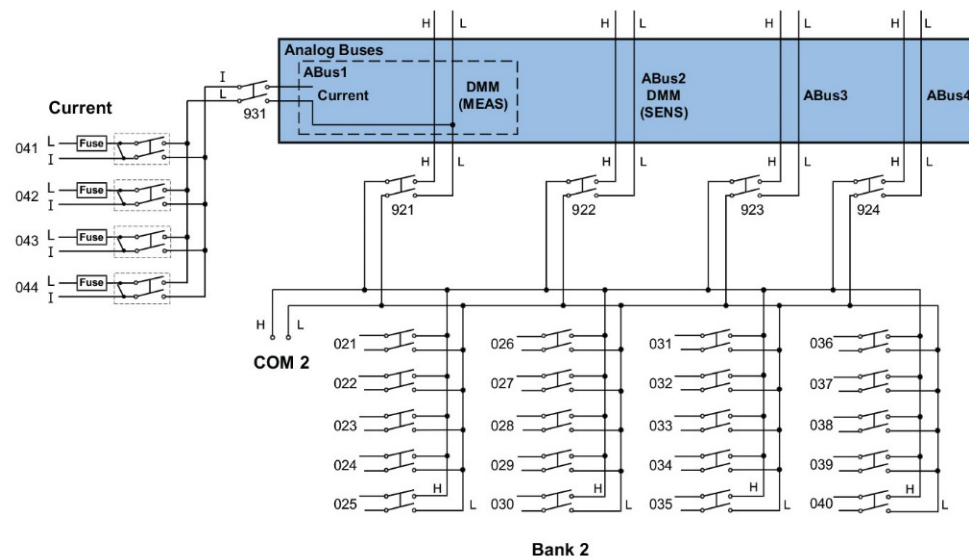 H L H L H L H L
Analog Buses
ABus1
Current
DMM
(MEAS)
ABus2
DMM
(SENS)
ABus3
ABus4
I
L
931
Current
041 L Fuse
I
042 L Fuse
I
043 L Fuse
I
044 L Fuse
I
H L H L H L H L
921 922 923 924
H L
COM 2
021 026 031 036
022 027 032 037
023 028 033 038
024 029 034 039
H H H H
025 L 030 L 035 L 040 L
Bank 2